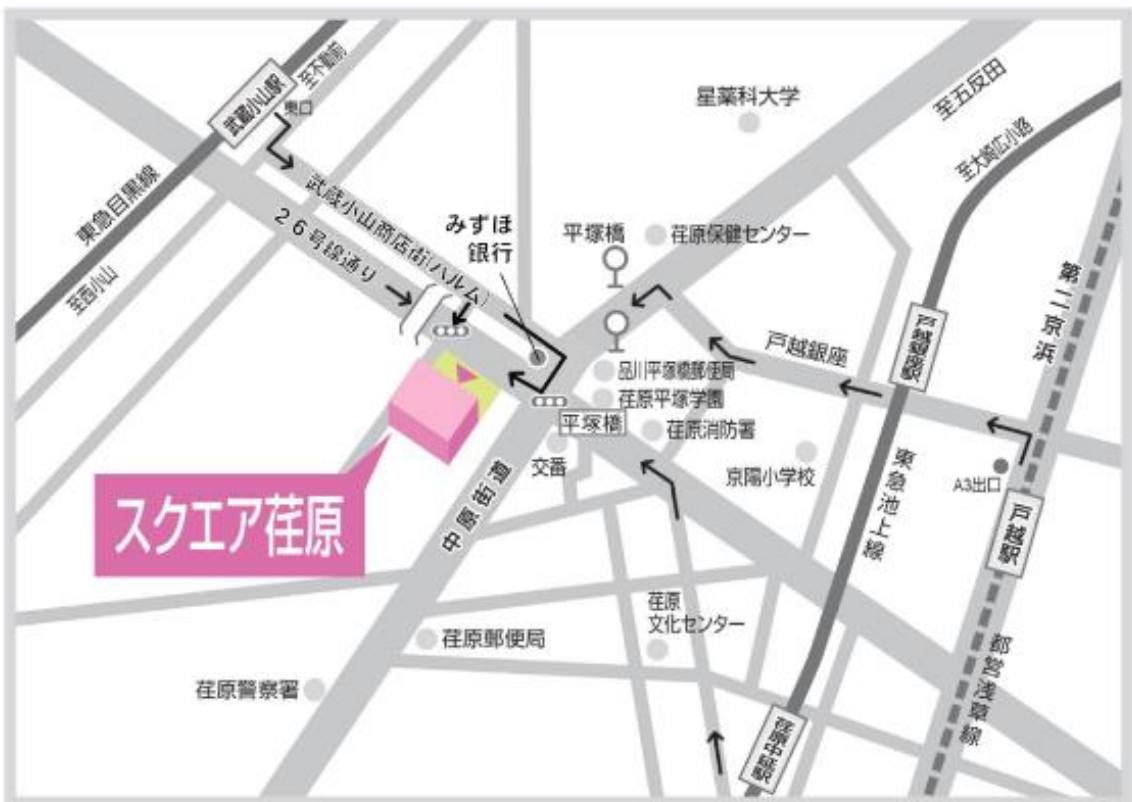 武蔵小山駅
至不動前
東口
東急目黒線
至西小山
武蔵小山商店街(パルム)
26号線通り
みずほ
銀行
星薬科大学
至五反田
至大崎広小路
平塚橋
荏原保健センター
第二京浜
戸越銀座
戸越銀座駅
品川平塚橋郵便局
荏原平塚学園
平塚橋
荏原消防署
交番
京陽小学校
A3出口
戸越駅
東急池上線
スクエア荏原
中原街道
荏原
文化センター
荏原郵便局
荏原警察署
都営浅草線
荏原中延駅